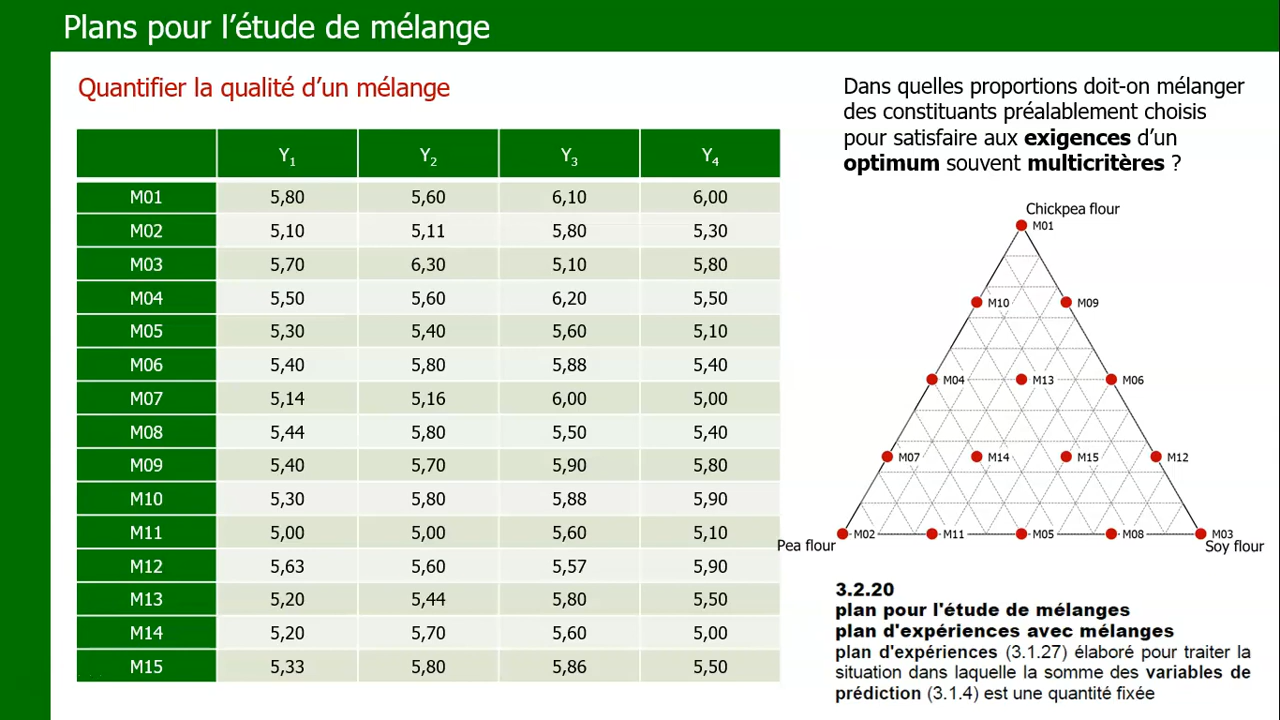 Plans pour l’étude de mélange
Quantifier la qualité d’un mélange
Y1 Y2 Y3 Y4
M01 5,80 5,60 6,10 6,00
M02 5,10 5,11 5,80 5,30
M03 5,70 6,30 5,10 5,80
M04 5,50 5,60 6,20 5,50
M05 5,30 5,40 5,60 5,10
M06 5,40 5,80 5,88 5,40
M07 5,14 5,16 6,00 5,00
M08 5,44 5,80 5,50 5,40
M09 5,40 5,70 5,90 5,80
M10 5,30 5,80 5,88 5,90
M11 5,00 5,00 5,60 5,10
M12 5,63 5,60 5,57 5,90
M13 5,20 5,44 5,80 5,50
M14 5,20 5,70 5,60 5,00
M15 5,33 5,80 5,86 5,50
Dans quelles proportions doit-on mélanger
des constituants préalablement choisis
pour satisfaire aux exigences d’un
optimum souvent multicritères ?
Chickpea flour
M01
M10 M09
M04 M13 M06
M07 M14 M15 M12
M02 M11 M05 M08 M03
Pea flour Soy flour
3.2.20
plan pour l'étude de mélanges
plan d'expériences avec mélanges
plan d'expériences (3.1.27) élaboré pour traiter la
situation dans laquelle la somme des variables de
prédiction (3.1.4) est une quantité fixée